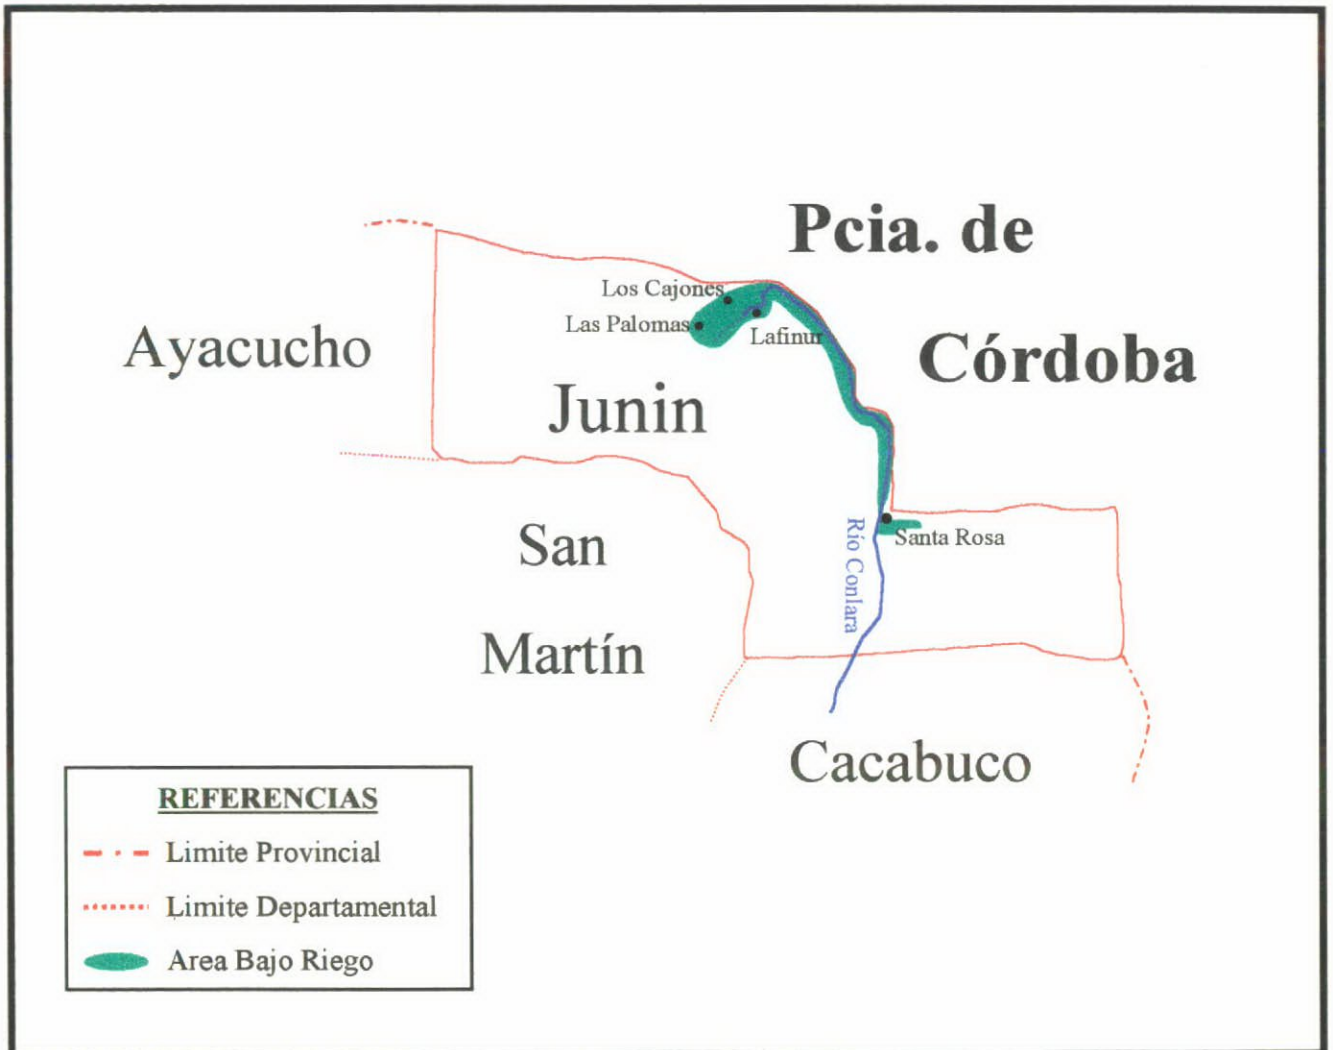 Pcia. de
Córdoba
Los Cajones
Las Palomas
Lafinur
Ayacucho
Junin
San
Martín
Río Conlara
Santa Rosa
Cacabuco
REFERENCIAS
Limite Provincial
Limite Departamental
Area Bajo Riego